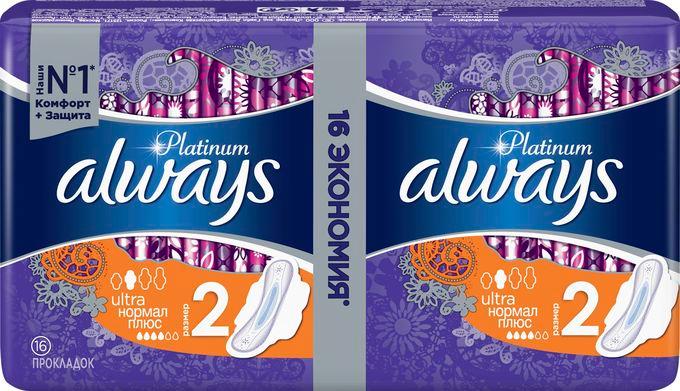 Наши
№1*
Комфорт
+ Защита
Platinum
always
ultra
нормал
плюс
размер
2
16
ПРОКЛАДОК
16 ЭКОНОМИЯ*
Platinum
always
ultra
нормал
плюс
размер
2